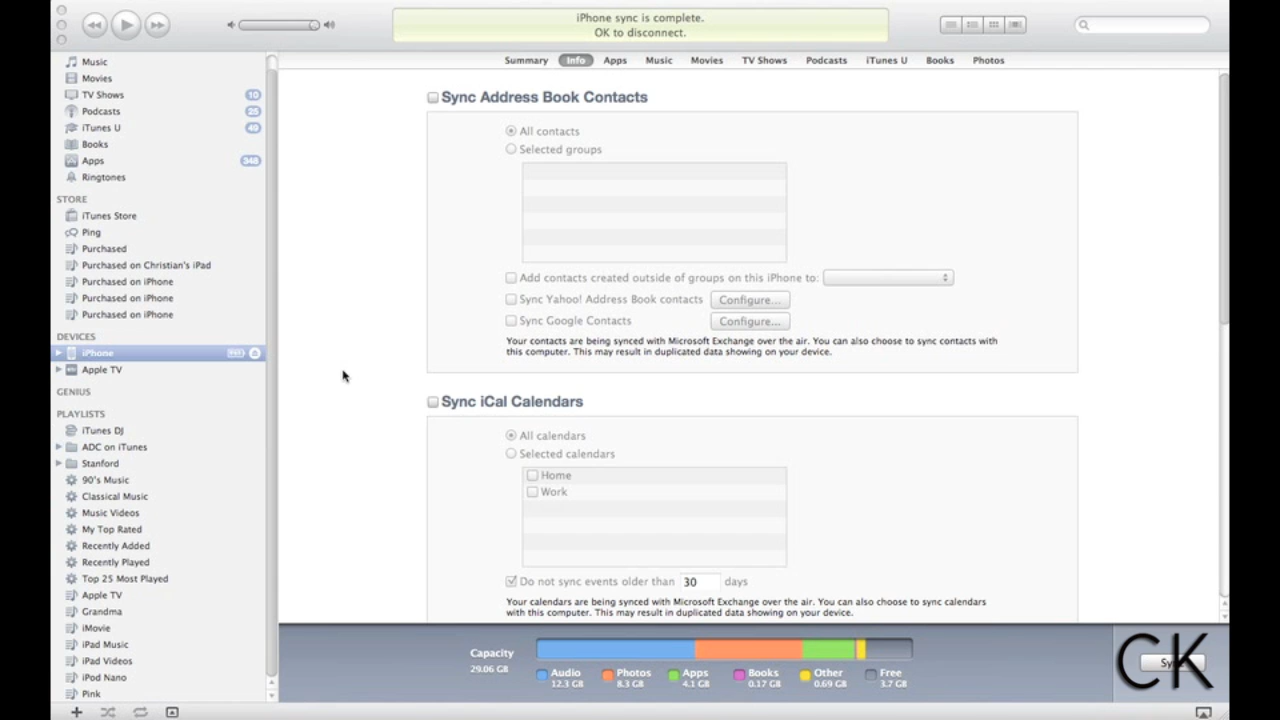 iPhone sync is complete.
OK to disconnect.
Music
Movies
TV Shows 10
Podcasts 25
iTunes U 49
Books
Apps 348
Ringtones
STORE
iTunes Store
Ping
Purchased
Purchased on Christian's iPad
Purchased on iPhone
Purchased on iPhone
Purchased on iPhone
DEVICES
iPhone
Apple TV
GENIUS
PLAYLISTS
iTunes DJ
ADC on iTunes
Stanford
90's Music
Classical Music
Music Videos
My Top Rated
Recently Added
Recently Played
Top 25 Most Played
Apple TV
Grandma
iMovie
iPad Music
iPad Videos
iPod Nano
Pink
Summary Info Apps Music Movies TV Shows Podcasts iTunes U Books Photos
Sync Address Book Contacts
All contacts
Selected groups
Add contacts created outside of groups on this iPhone to:
Sync Yahoo! Address Book contacts Configure...
Sync Google Contacts Configure...
Your contacts are being synced with Microsoft Exchange over the air. You can also choose to sync contacts with
this computer. This may result in duplicated data showing on your device.
Sync iCal Calendars
All calendars
Selected calendars
Home
Work
Do not sync events older than 30 days
Your calendars are being synced with Microsoft Exchange over the air. You can also choose to sync calendars
with this computer. This may result in duplicated data showing on your device.
Capacity
29.06 GB
Audio
12.3 GB
Photos
8.3 GB
Apps
4.1 GB
Books
0.17 GB
Other
0.69 GB
Free
3.7 GB
CK